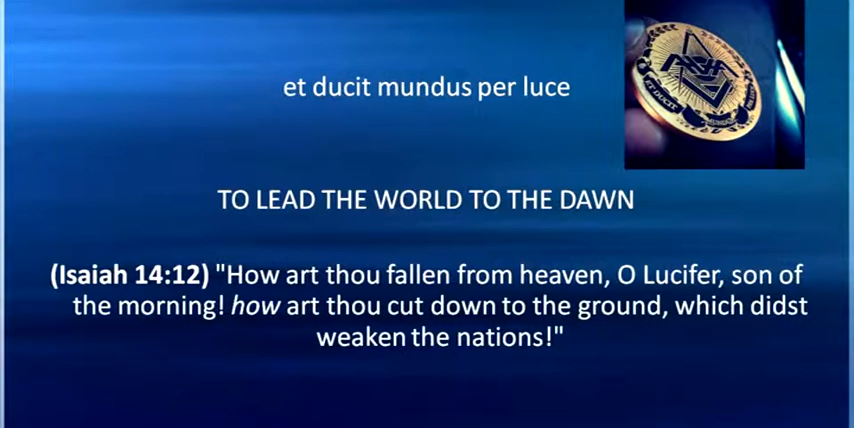 et ducit mundus per luce
ET DUCIT
TO LEAD THE WORLD TO THE DAWN
(Isaiah 14:12) "How art thou fallen from heaven, O Lucifer, son of
the morning! how art thou cut down to the ground, which didst
weaken the nations!"